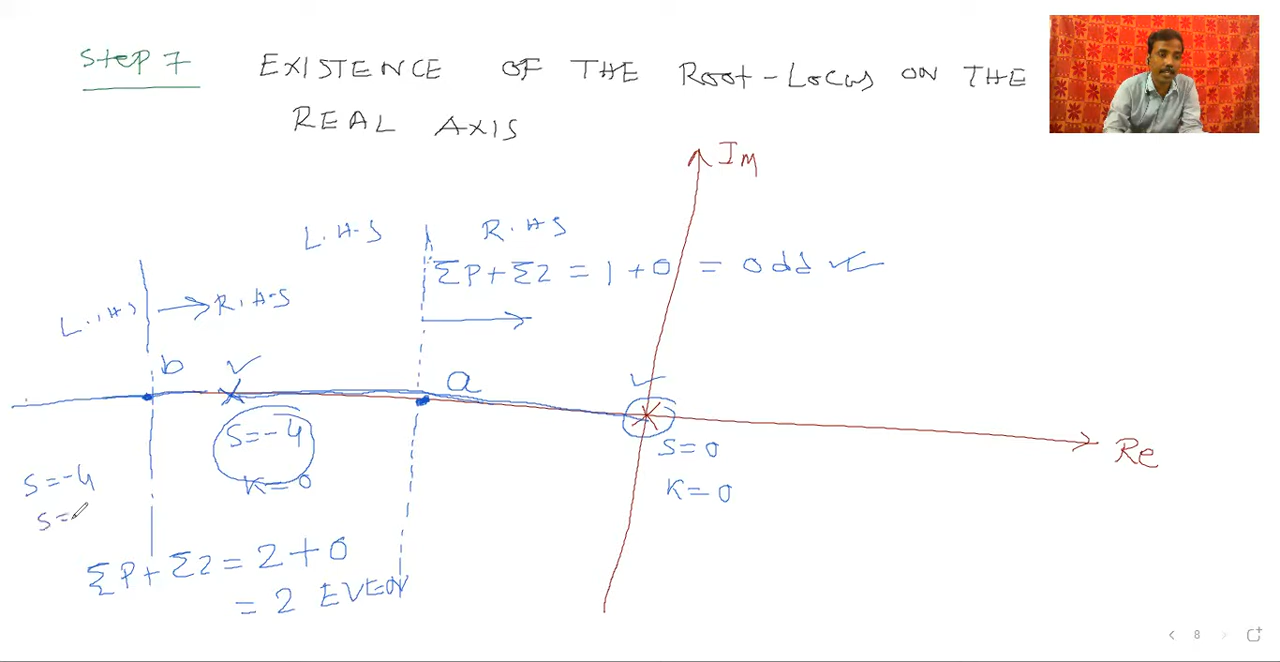 Step 7 EXISTENCE OF THE Root-Locus ON THE
REAL AXIS
Im
L.H.S R.H.S
ΣP+Σz = 1+0 = odd ✓
L.H.S → R.H.S
b ✓ a ✓
S=-4
K=0
S=0
K=0
Re
S=-4
S=
ΣP+Σz = 2+0
= 2 EVEN
8